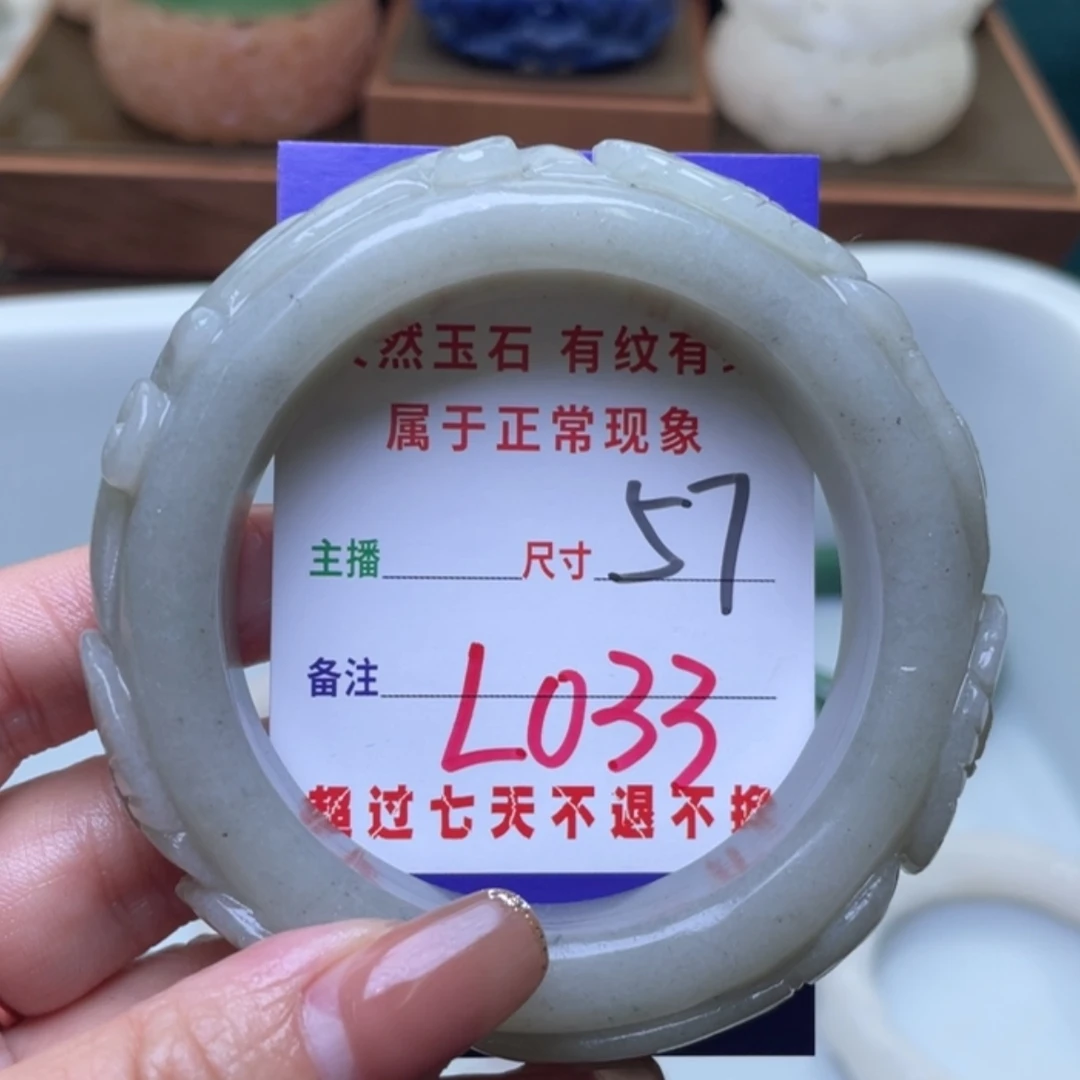 然玉石 有纹有
属于正常现象
主播 尺寸 57
备注 L033
超过七天不退不换